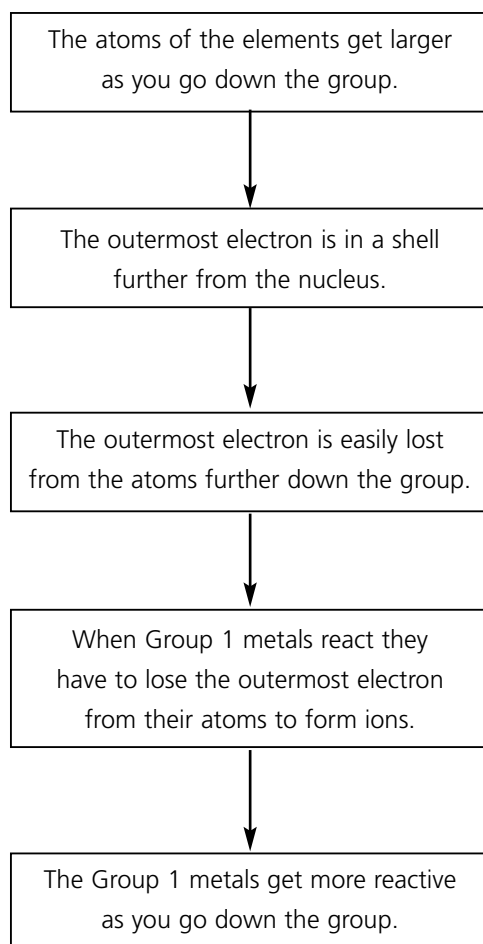 The atoms of the elements get larger
as you go down the group.
The outermost electron is in a shell
further from the nucleus.
The outermost electron is easily lost
from the atoms further down the group.
When Group 1 metals react they
have to lose the outermost electron
from their atoms to form ions.
The Group 1 metals get more reactive
as you go down the group.